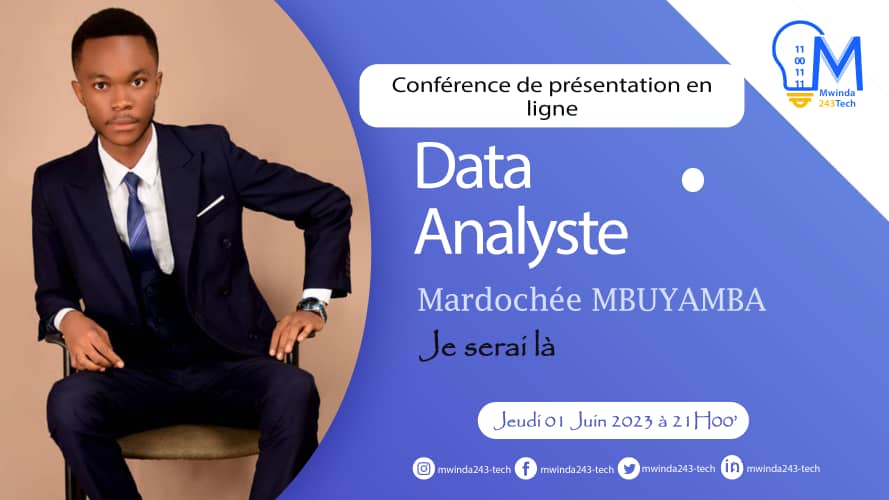 11
00
11
11
M
Mwinda
243Tech
Conférence de présentation en
ligne
Data
Analyste
Mardochée MBUYAMBA
Je serai là
Jeudi 01 Juin 2023 à 21H00’
mwinda243-tech
mwinda243-tech
mwinda243-tech
mwinda243-tech